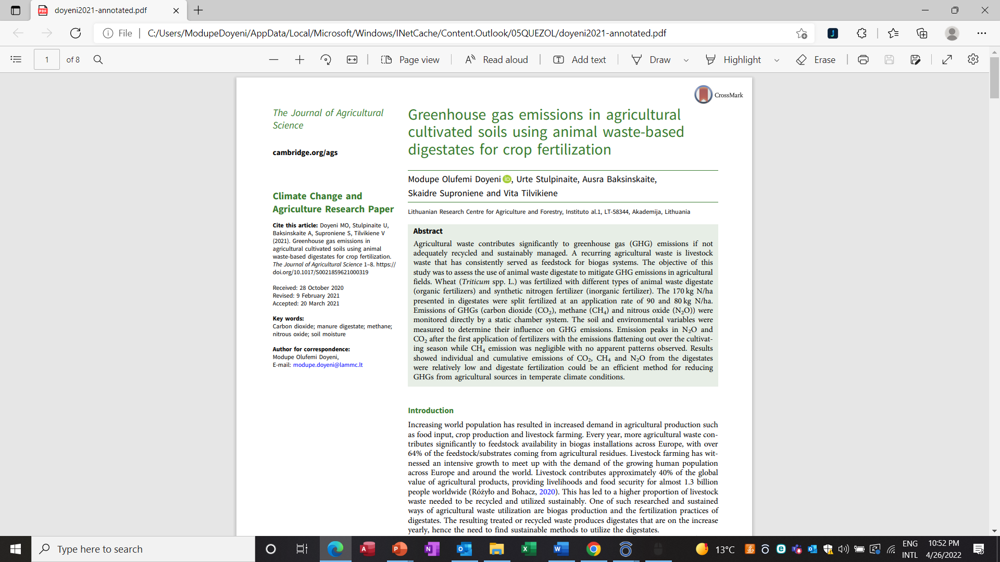 doyeni2021-annotated.pdf
File
C:/Users/ModupeDoyeni/AppData/Local/Microsoft/Windows/INetCache/Content.Outlook/05QUEZOL/doyeni2021-annotated.pdf
1 of 8
Page view
Read aloud
Add text
Draw
Highlight
Erase
CrossMark
The Journal of Agricultural
Science
cambridge.org/ags
Climate Change and
Agriculture Research Paper
Cite this article: Doyeni MO, Stulpinaite U,
Baksinskaite A, Suproniene S, Tilvikiene V
(2021). Greenhouse gas emissions in
agricultural cultivated soils using animal
waste-based digestates for crop fertilization.
The Journal of Agricultural Science 1–8. https://
doi.org/10.1017/S0021859621000319
Received: 28 October 2020
Revised: 9 February 2021
Accepted: 20 March 2021
Key words:
Carbon dioxide; manure digestate; methane;
nitrous oxide; soil moisture
Author for correspondence:
Modupe Olufemi Doyeni,
E-mail: modupe.doyeni@lammc.lt
Greenhouse gas emissions in agricultural
cultivated soils using animal waste-based
digestates for crop fertilization
Modupe Olufemi Doyeni iD, Urte Stulpinaite, Ausra Baksinskaite,
Skaidre Suproniene and Vita Tilvikiene
Lithuanian Research Centre for Agriculture and Forestry, Instituto al.1, LT-58344, Akademija, Lithuania
Abstract
Agricultural waste contributes significantly to greenhouse gas (GHG) emissions if not
adequately recycled and sustainably managed. A recurring agricultural waste is livestock
waste that has consistently served as feedstock for biogas systems. The objective of this
study was to assess the use of animal waste digestate to mitigate GHG emissions in agricultural
fields. Wheat (Triticum spp. L.) was fertilized with different types of animal waste digestate
(organic fertilizers) and synthetic nitrogen fertilizer (inorganic fertilizer). The 170 kg N/ha
presented in digestates were split fertilized at an application rate of 90 and 80 kg N/ha.
Emissions of GHGs (carbon dioxide (CO₂), methane (CH₄) and nitrous oxide (N₂O)) were
monitored directly by a static chamber system. The soil and environmental variables were
measured to determine their influence on GHG emissions. Emission peaks in N₂O and
CO₂ after the first application of fertilizers with the emissions flattening out over the cultivat-
ing season while CH₄ emission was negligible with no apparent patterns observed. Results
showed individual and cumulative emissions of CO₂, CH₄ and N₂O from the digestates
were relatively low and digestate fertilization could be an efficient method for reducing
GHGs from agricultural sources in temperate climate conditions.
Introduction
Increasing world population has resulted in increased demand in agricultural production such
as food input, crop production and livestock farming. Every year, more agricultural waste con-
tributes significantly to feedstock availability in biogas installations across Europe, with over
64% of the feedstock/substrates coming from agricultural residues. Livestock farming has wit-
nessed an intensive growth to meet up with the demand of the growing human population
across Europe and around the world. Livestock contributes approximately 40% of the global
value of agricultural products, providing livelihoods and food security for almost 1.3 billion
people worldwide (Różyło and Bohacz, 2020). This has led to a higher proportion of livestock
waste needed to be recycled and utilized sustainably. One of such researched and sustained
ways of agricultural waste utilization are biogas production and the fertilization practices of
digestates. The resulting treated or recycled waste produces digestates that are on the increase
yearly, hence the need to find sustainable methods to utilize the digestates.
Type here to search
13°C
ENG
INTL
10:52 PM
4/26/2022